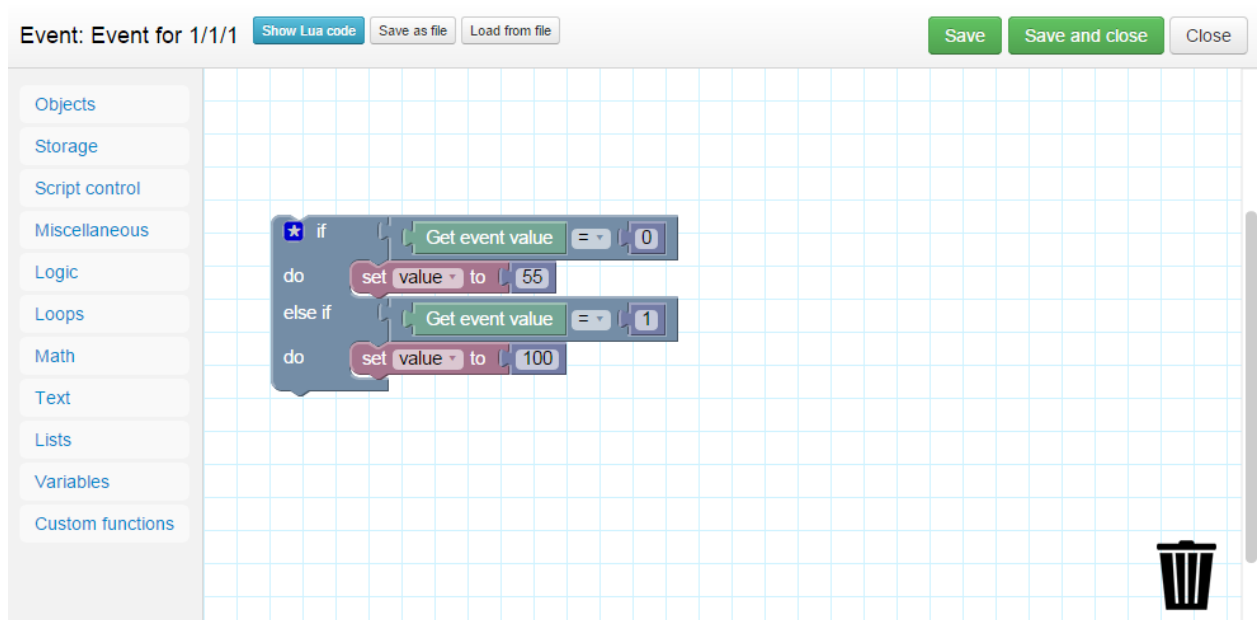 Event: Event for 1/1/1 Show Lua code Save as file Load from file Save Save and close Close
Objects
Storage
Script control
Miscellaneous
Logic
Loops
Math
Text
Lists
Variables
Custom functions
if Get event value = 0
do set value to 55
else if Get event value = 1
do set value to 100